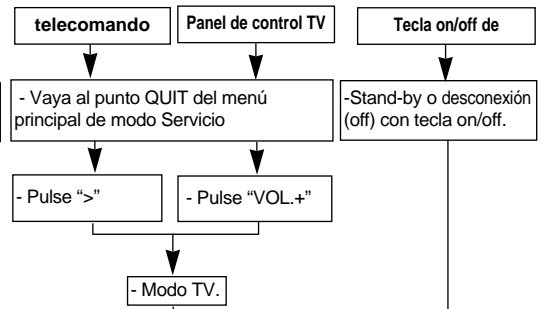 telecomando
Panel de control TV
Tecla on/off de
- Vaya al punto QUIT del menú
principal de modo Servicio
-Stand-by o desconexión
(off) con tecla on/off.
- Pulse “>”
- Pulse “VOL.+”
- Modo TV.